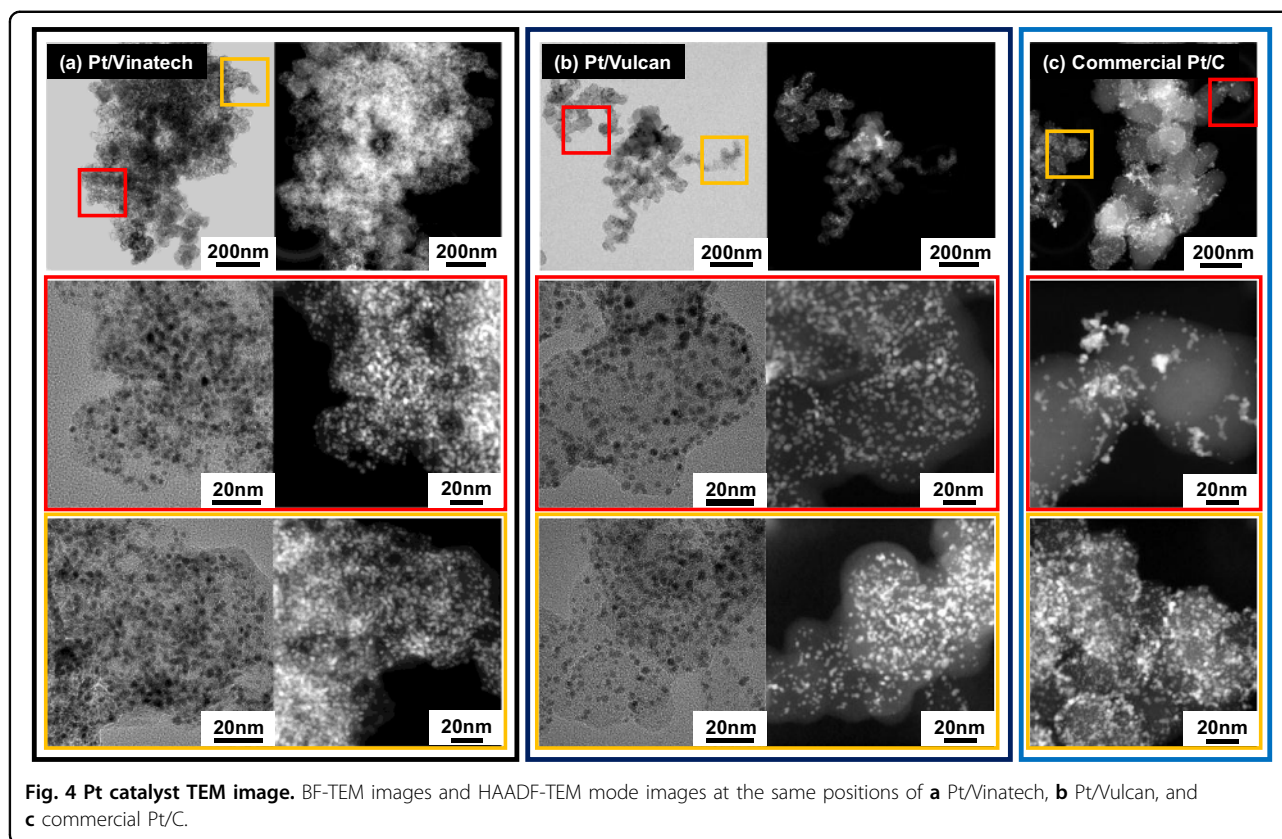 (a) Pt/Vinatech
(b) Pt/Vulcan
(c) Commercial Pt/C
200nm
200nm
200nm
200nm
200nm
20nm
20nm
20nm
20nm
20nm
20nm
20nm
20nm
20nm
20nm
Fig. 4 Pt catalyst TEM image. BF-TEM images and HAADF-TEM mode images at the same positions of a Pt/Vinatech, b Pt/Vulcan, and
c commercial Pt/C.